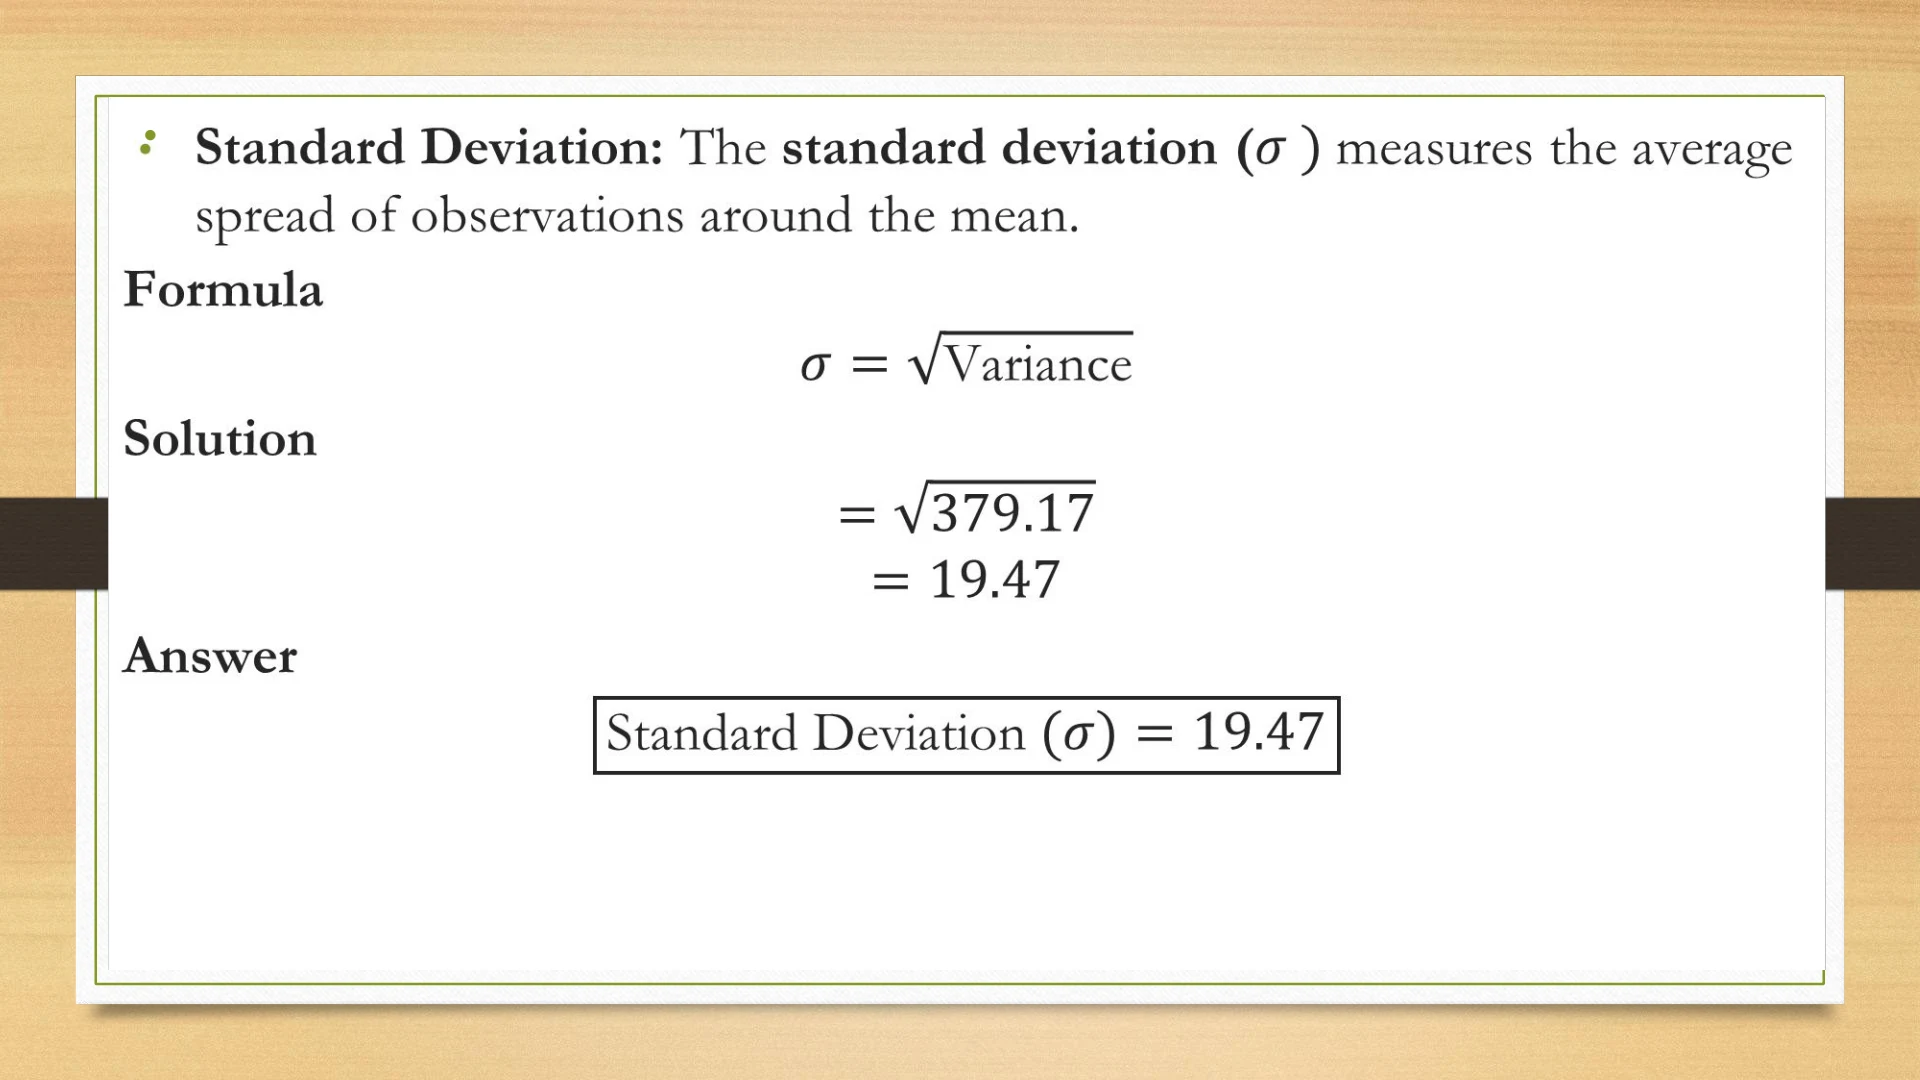 Standard Deviation: The standard deviation (𝜎 ) measures the average
spread of observations around the mean.
Formula
𝜎 = √Variance
Solution
= √379.17
= 19.47
Answer
Standard Deviation (𝜎) = 19.47